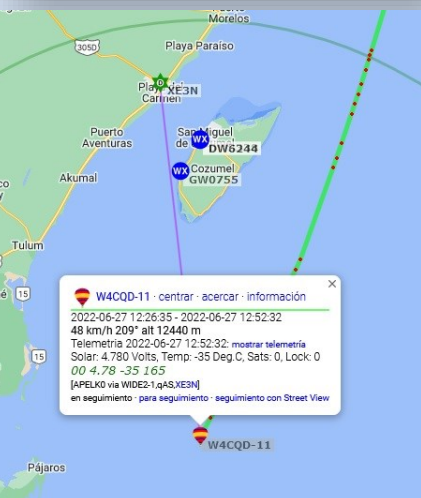 Morelos
305D
Playa Paraíso
XE3N
Carmen
Puerto
Aventuras
San Miguel
de
WX
DW6244
WX
Cozumel
GW0755
Akumal
Tulum
15
15
W4CQD-11 · centrar · acercar · información
2022-06-27 12:26:35 - 2022-06-27 12:52:32
48 km/h 209° alt 12440 m
Telemetria 2022-06-27 12:52:32: mostrar telemetría
Solar: 4.780 Volts, Temp: -35 Deg.C, Sats: 0, Lock: 0
00 4.78 -35 165
[APELK0 via WIDE2-1,qAS,XE3N]
en seguimiento · para seguimiento · seguimiento con Street View
W4CQD-11
Pájaros